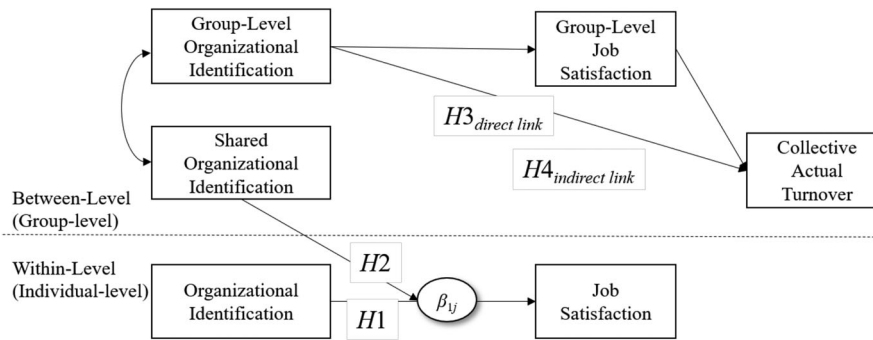 Group-Level
Organizational
Identification
Group-Level
Job
Satisfaction
H3direct link
H4indirect link
Shared
Organizational
Identification
Collective
Actual
Turnover
Between-Level
(Group-level)
Within-Level
(Individual-level)
H2
Organizational
Identification
H1
β1j
Job
Satisfaction